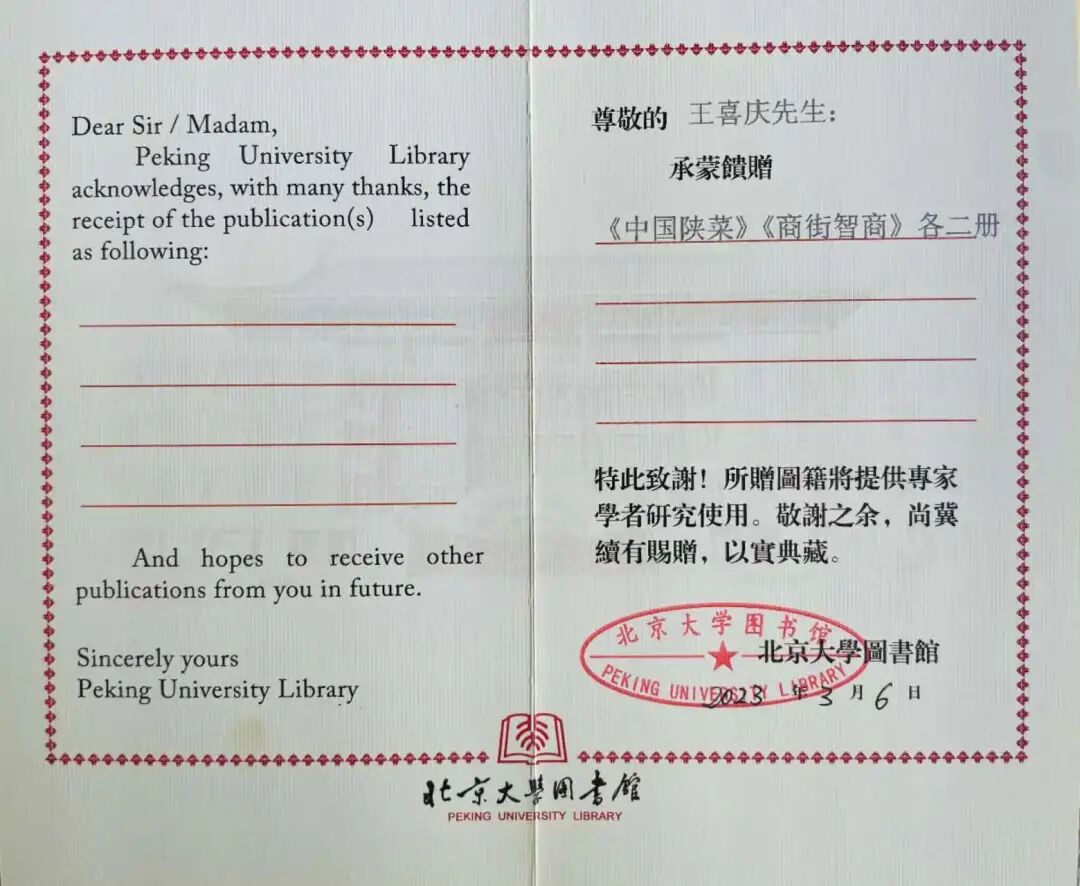 Dear Sir / Madam,
Peking University Library
acknowledges, with many thanks, the
receipt of the publication(s) listed
as following:
And hopes to receive other
publications from you in future.
Sincerely yours
Peking University Library
尊敬的 王喜庆先生：
承蒙饋贈
《中国陕菜》《商街智商》各二册
特此致謝！所贈圖籍將提供專家
學者研究使用。敬謝之余，尚冀
續有賜贈，以實典藏。
北京大学图书馆
PEKING UNIVERSITY LIBRARY
北京大學圖書館
2023 年 3 月 6 日
北京大學圖書館
PEKING UNIVERSITY LIBRARY